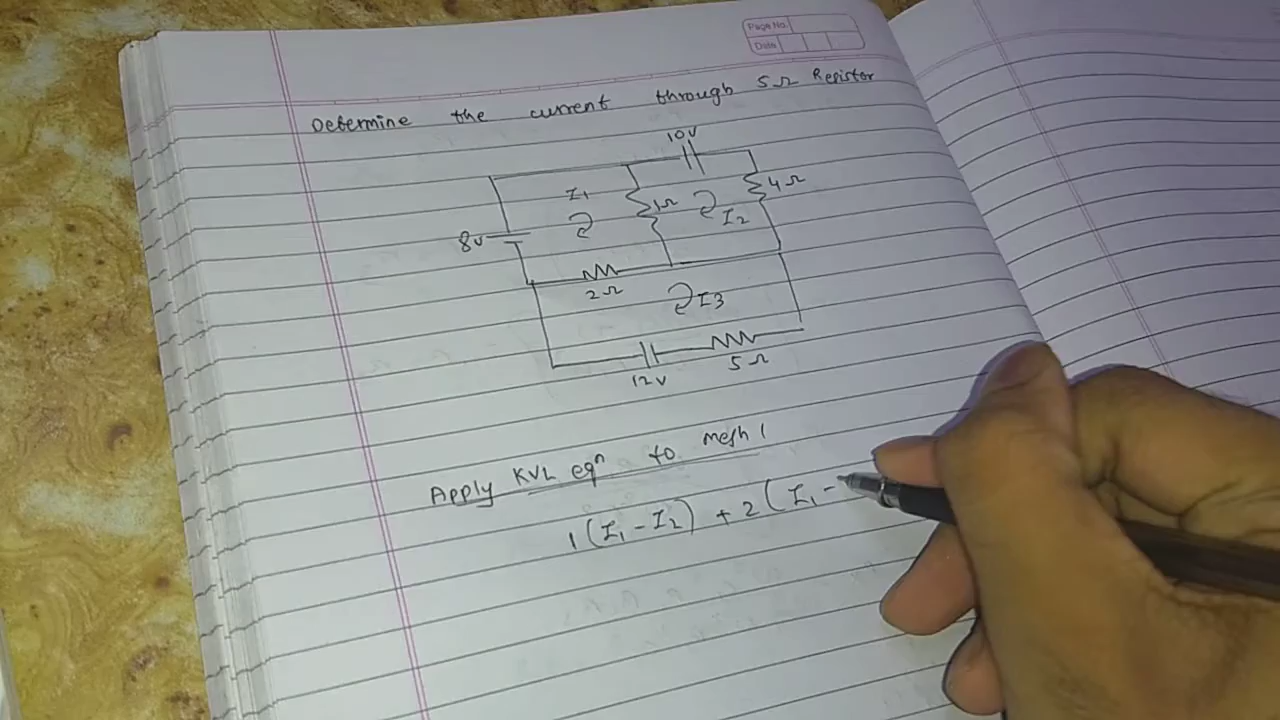 Page No.
Date
Determine the current through 5Ω Resistor
10V
I1
1Ω
4Ω
I2
8v
2Ω
I3
12v
5Ω
Apply KVL eqⁿ to mesh 1
1(I₁ - I₂) + 2(I₁ -